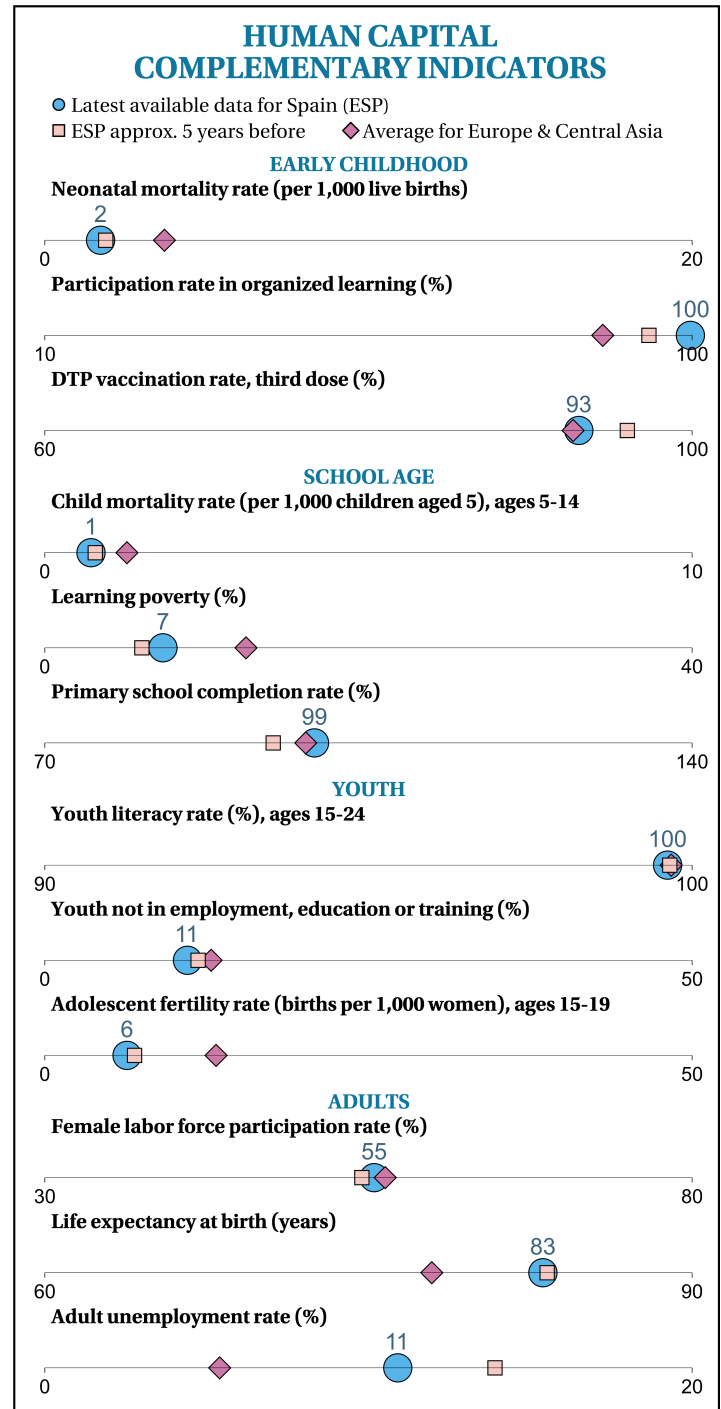 HUMAN CAPITAL
COMPLEMENTARY INDICATORS
Latest available data for Spain (ESP)
ESP approx. 5 years before Average for Europe & Central Asia
EARLY CHILDHOOD
Neonatal mortality rate (per 1,000 live births)
2
0 20
Participation rate in organized learning (%)
100
10 100
DTP vaccination rate, third dose (%)
93
60 100
SCHOOL AGE
Child mortality rate (per 1,000 children aged 5), ages 5-14
1
0 10
Learning poverty (%)
7
0 40
Primary school completion rate (%)
99
70 140
YOUTH
Youth literacy rate (%), ages 15-24
100
90 100
Youth not in employment, education or training (%)
11
0 50
Adolescent fertility rate (births per 1,000 women), ages 15-19
6
0 50
ADULTS
Female labor force participation rate (%)
55
30 80
Life expectancy at birth (years)
83
60 90
Adult unemployment rate (%)
11
0 20